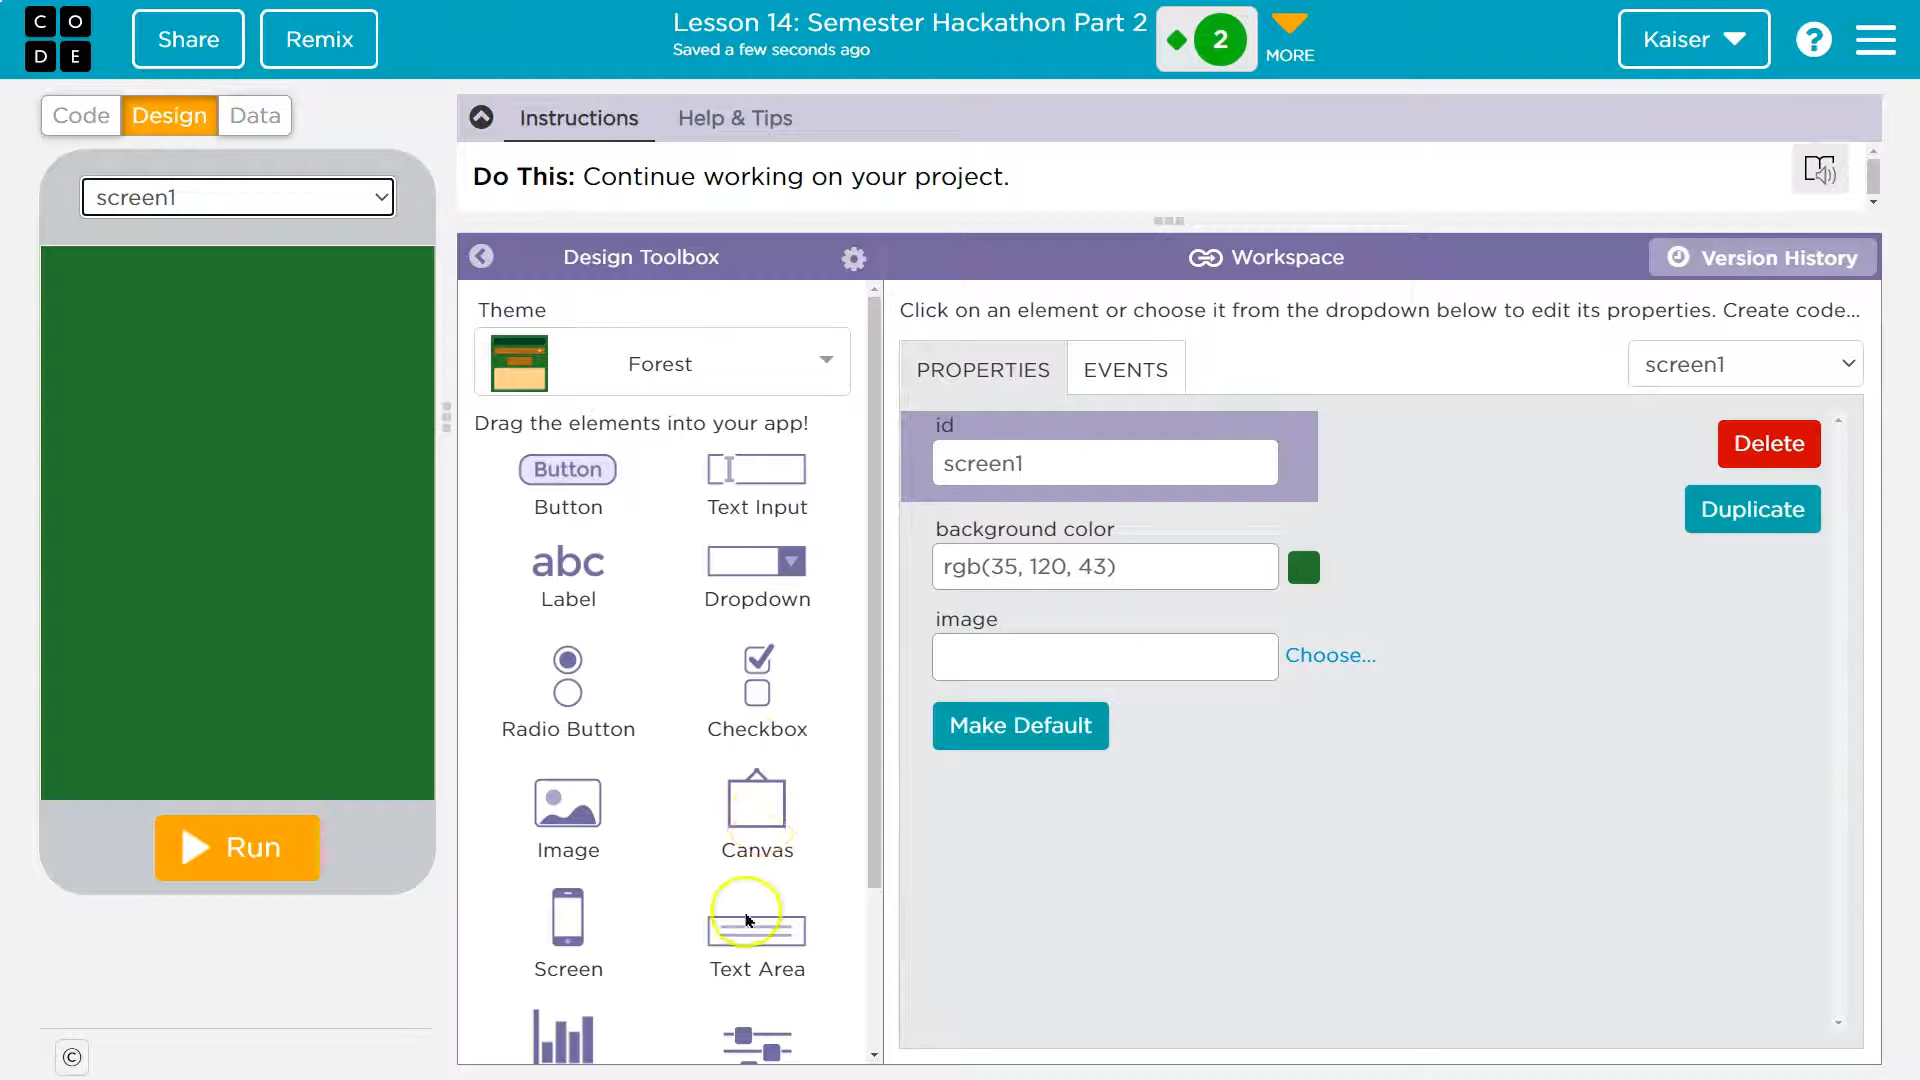 C O
D E
Share
Remix
Lesson 14: Semester Hackathon Part 2
Saved a few seconds ago
2
MORE
Kaiser
?
Code
Design
Data
Instructions
Help & Tips
Do This: Continue working on your project.
screen1
Run
©
Design Toolbox
Workspace
Version History
Theme
Forest
Drag the elements into your app!
Button
Button
Text Input
abc
Label
Dropdown
Radio Button
Checkbox
Image
Canvas
Screen
Text Area
Click on an element or choose it from the dropdown below to edit its properties. Create code...
PROPERTIES
EVENTS
screen1
id
screen1
Delete
Duplicate
background color
rgb(35, 120, 43)
image
Choose...
Make Default